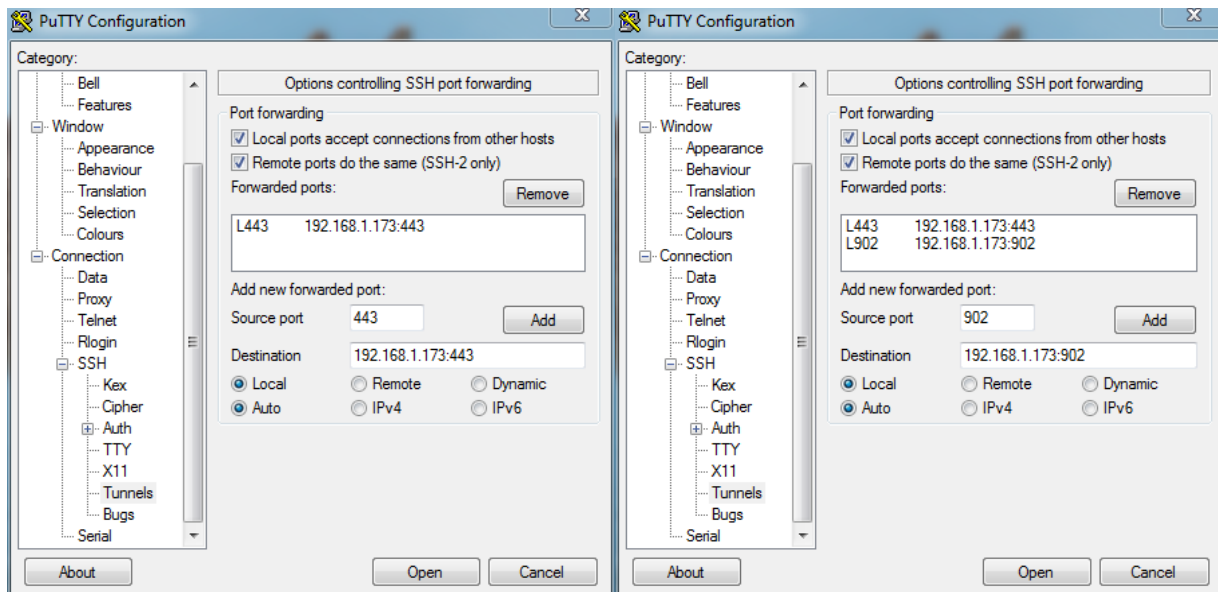 PuTTY Configuration
Category:
Bell
Features
Window
Appearance
Behaviour
Translation
Selection
Colours
Connection
Data
Proxy
Telnet
Rlogin
SSH
Kex
Cipher
Auth
TTY
X11
Tunnels
Bugs
Serial
Options controlling SSH port forwarding
Port forwarding
Local ports accept connections from other hosts
Remote ports do the same (SSH-2 only)
Forwarded ports:
Remove
L443 192.168.1.173:443
Add new forwarded port:
Source port 443 Add
Destination 192.168.1.173:443
Local Remote Dynamic
Auto IPv4 IPv6
About Open Cancel
PuTTY Configuration
Category:
Bell
Features
Window
Appearance
Behaviour
Translation
Selection
Colours
Connection
Data
Proxy
Telnet
Rlogin
SSH
Kex
Cipher
Auth
TTY
X11
Tunnels
Bugs
Serial
Options controlling SSH port forwarding
Port forwarding
Local ports accept connections from other hosts
Remote ports do the same (SSH-2 only)
Forwarded ports:
Remove
L443 192.168.1.173:443
L902 192.168.1.173:902
Add new forwarded port:
Source port 902 Add
Destination 192.168.1.173:902
Local Remote Dynamic
Auto IPv4 IPv6
About Open Cancel